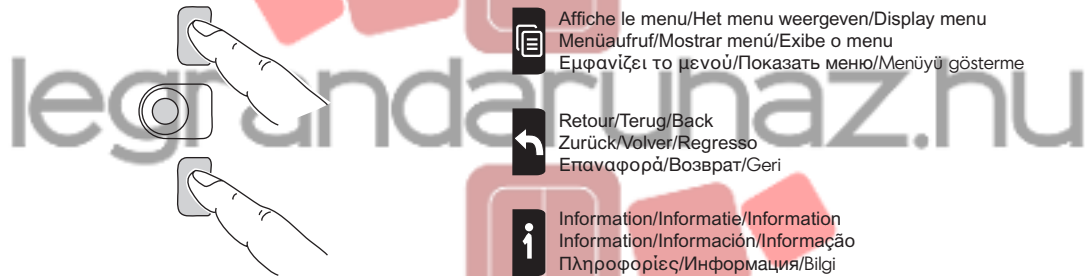 Affiche le menu/Het menu weergeven/Display menu
Menüaufruf/Mostrar menú/Exibe o menu
Εμφανίζει το μενού/Показать меню/Menüyü gösterme
legrandaruhaz.hu
Retour/Terug/Back
Zurück/Volver/Regresso
Επαναφορά/Возврат/Geri
Information/Informatie/Information
Information/Información/Informação
Πληροφορίες/Информация/Bilgi